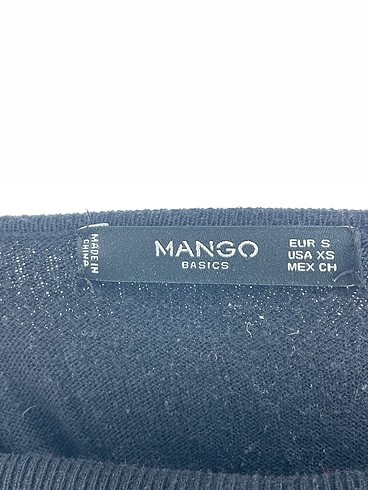 MADE IN
CHINA
MANGO
BASICS
EUR S
USA XS
MEX CH